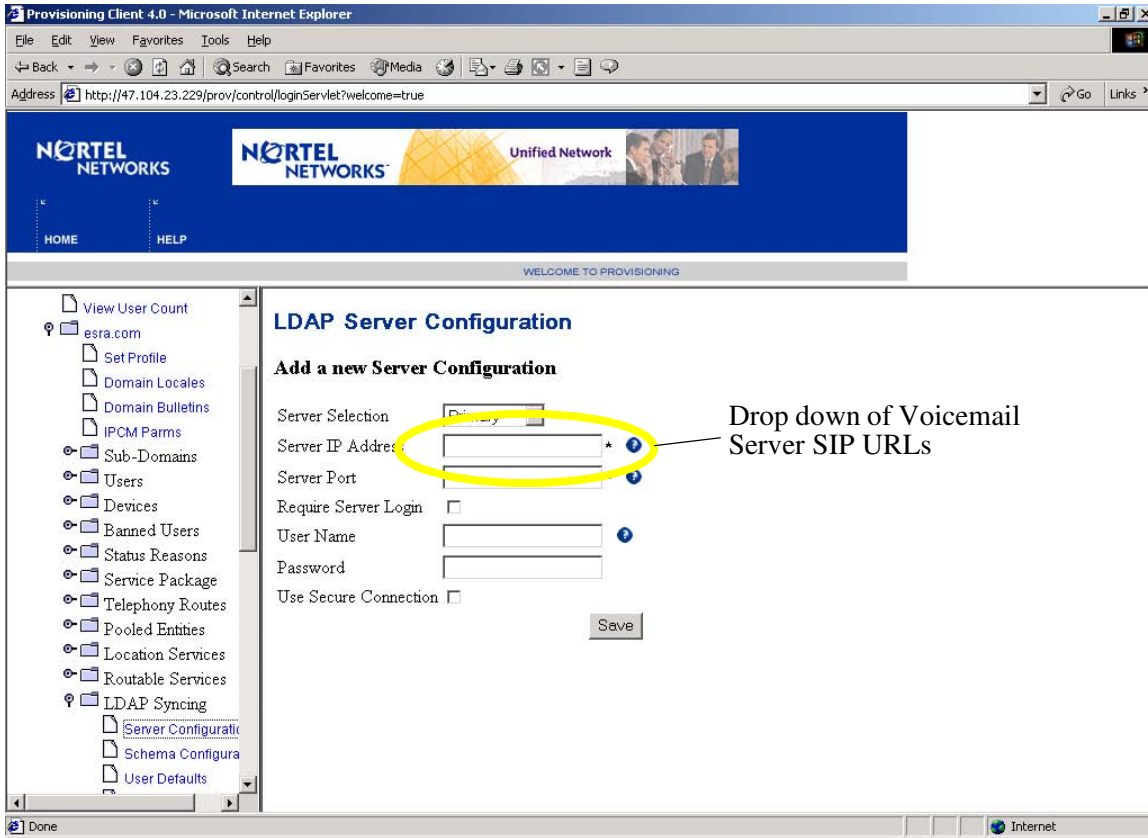 Provisioning Client 4.0 - Microsoft Internet Explorer
File Edit View Favorites Tools Help
Back Search Favorites Media
Address http://47.104.23.229/prov/control/loginServlet?welcome=true Go Links
NORTEL NETWORKS
NORTEL NETWORKS Unified Network
HOME HELP
WELCOME TO PROVISIONING
View User Count
esra.com
Set Profile
Domain Locales
Domain Bulletins
IPCM Parms
Sub-Domains
Users
Devices
Banned Users
Status Reasons
Service Package
Telephony Routes
Pooled Entities
Location Services
Routable Services
LDAP Syncing
Server Configuratio
Schema Configura
User Defaults
LDAP Server Configuration
Add a new Server Configuration
Server Selection Primary
Server IP Address *
Server Port *
Require Server Login
User Name
Password
Use Secure Connection
Save
Drop down of Voicemail
Server SIP URLs
Done Internet